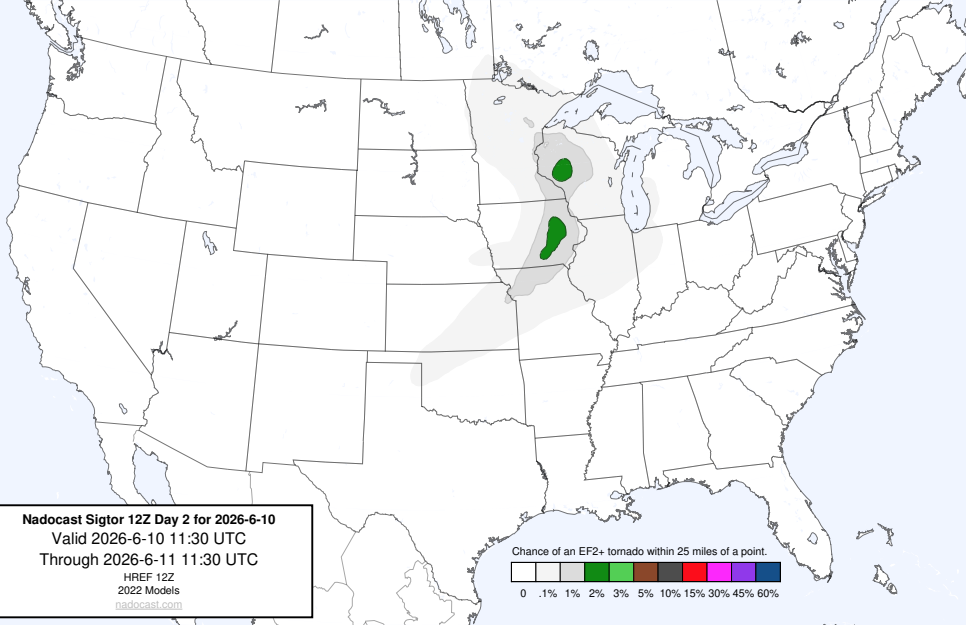 Nadocast Sigtor 12Z Day 2 for 2026-6-10
Valid 2026-6-10 11:30 UTC
Through 2026-6-11 11:30 UTC
HREF 12Z
2022 Models
nadocast.com
Chance of an EF2+ tornado within 25 miles of a point.
0 .1% 1% 2% 3% 5% 10% 15% 30% 45% 60%